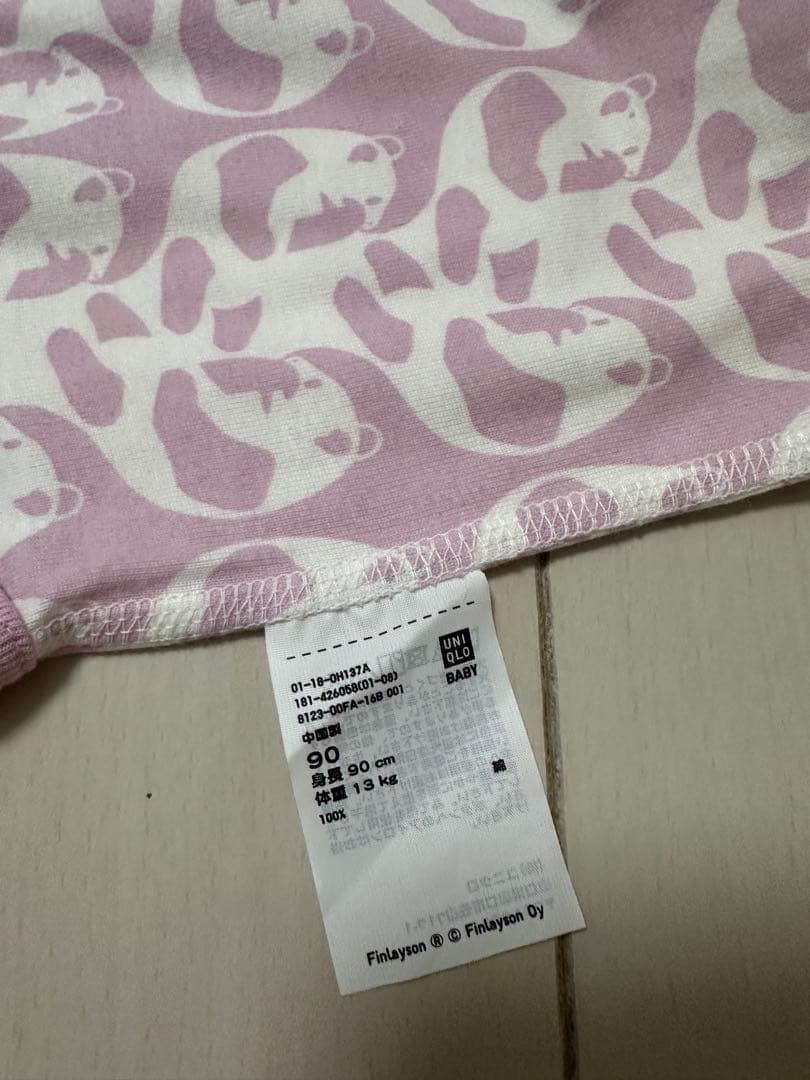 UNI
QLO
BABY
01-18-0H137A
181-426058(01-08)
8123-00FA-16B 001
中国製
90
身長 90 cm
体重 13 kg
100% 綿
Finlayson ® © Finlayson Oy